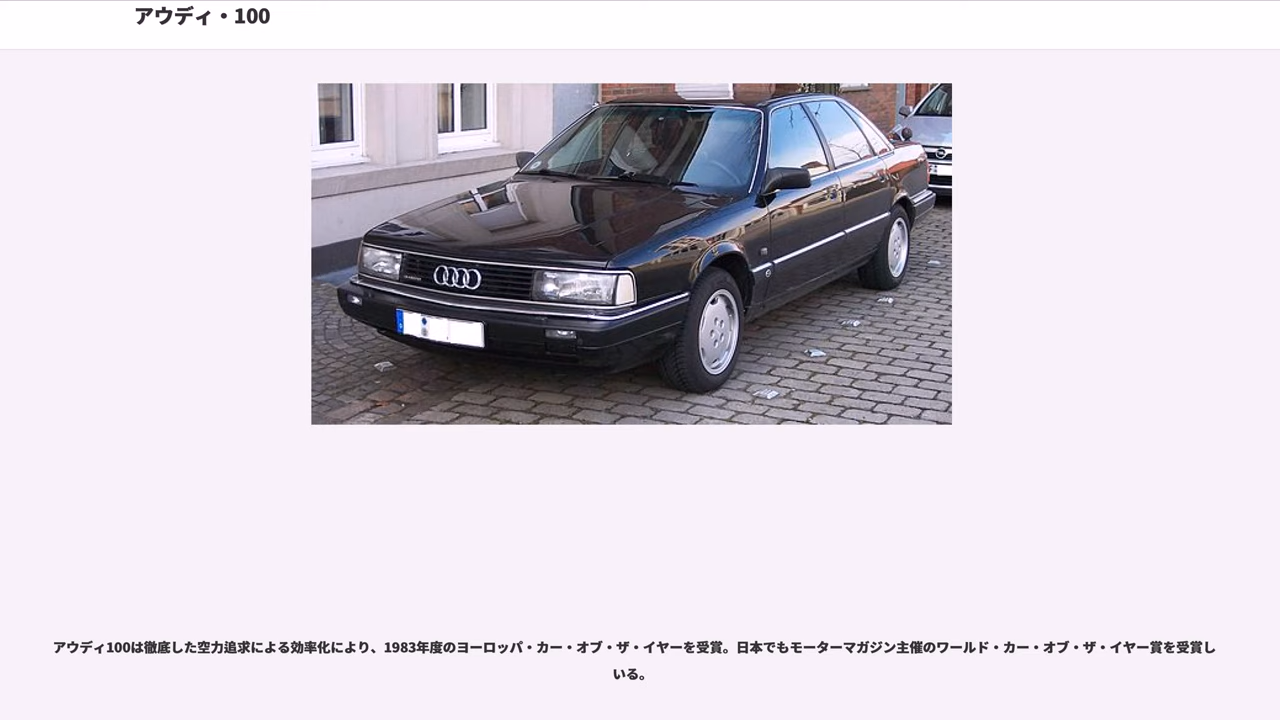 アウディ・100
アウディ100は徹底した空力追求による効率化により、1983年度のヨーロッパ・カー・オブ・ザ・イヤーを受賞。日本でもモーターマガジン主催のワールド・カー・オブ・ザ・イヤー賞を受賞し
いる。